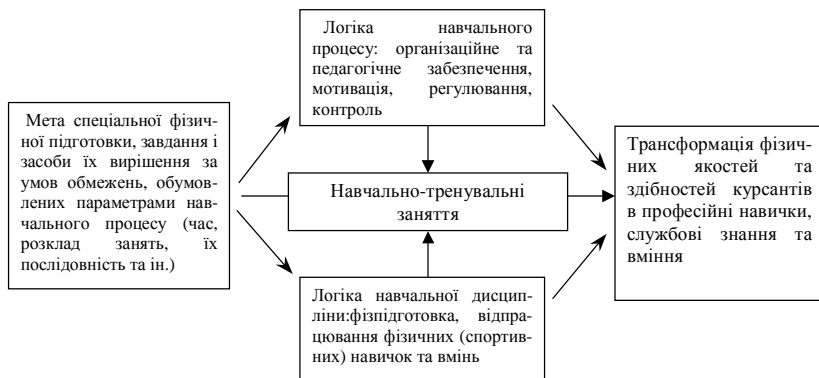 Мета спеціальної фізич-
ної підготовки, завдання і
засоби їх вирішення за
умов обмежень, обумов-
лених параметрами нав-
чального процесу (час,
розклад занять, їх
послідовність та ін.)
Логіка навчального
процесу: організаційне та
педагогічне забезпечення,
мотивація, регулювання,
контроль
Навчально-тренувальні
заняття
Логіка навчальної дисцип-
ліни:фізпідготовка, відпра-
цювання фізичних (спортив-
них) навичок та вмінь
Трансформація фізич-
них якостей та
здібностей курсантів
в професійні навички,
службові знання та
вміння